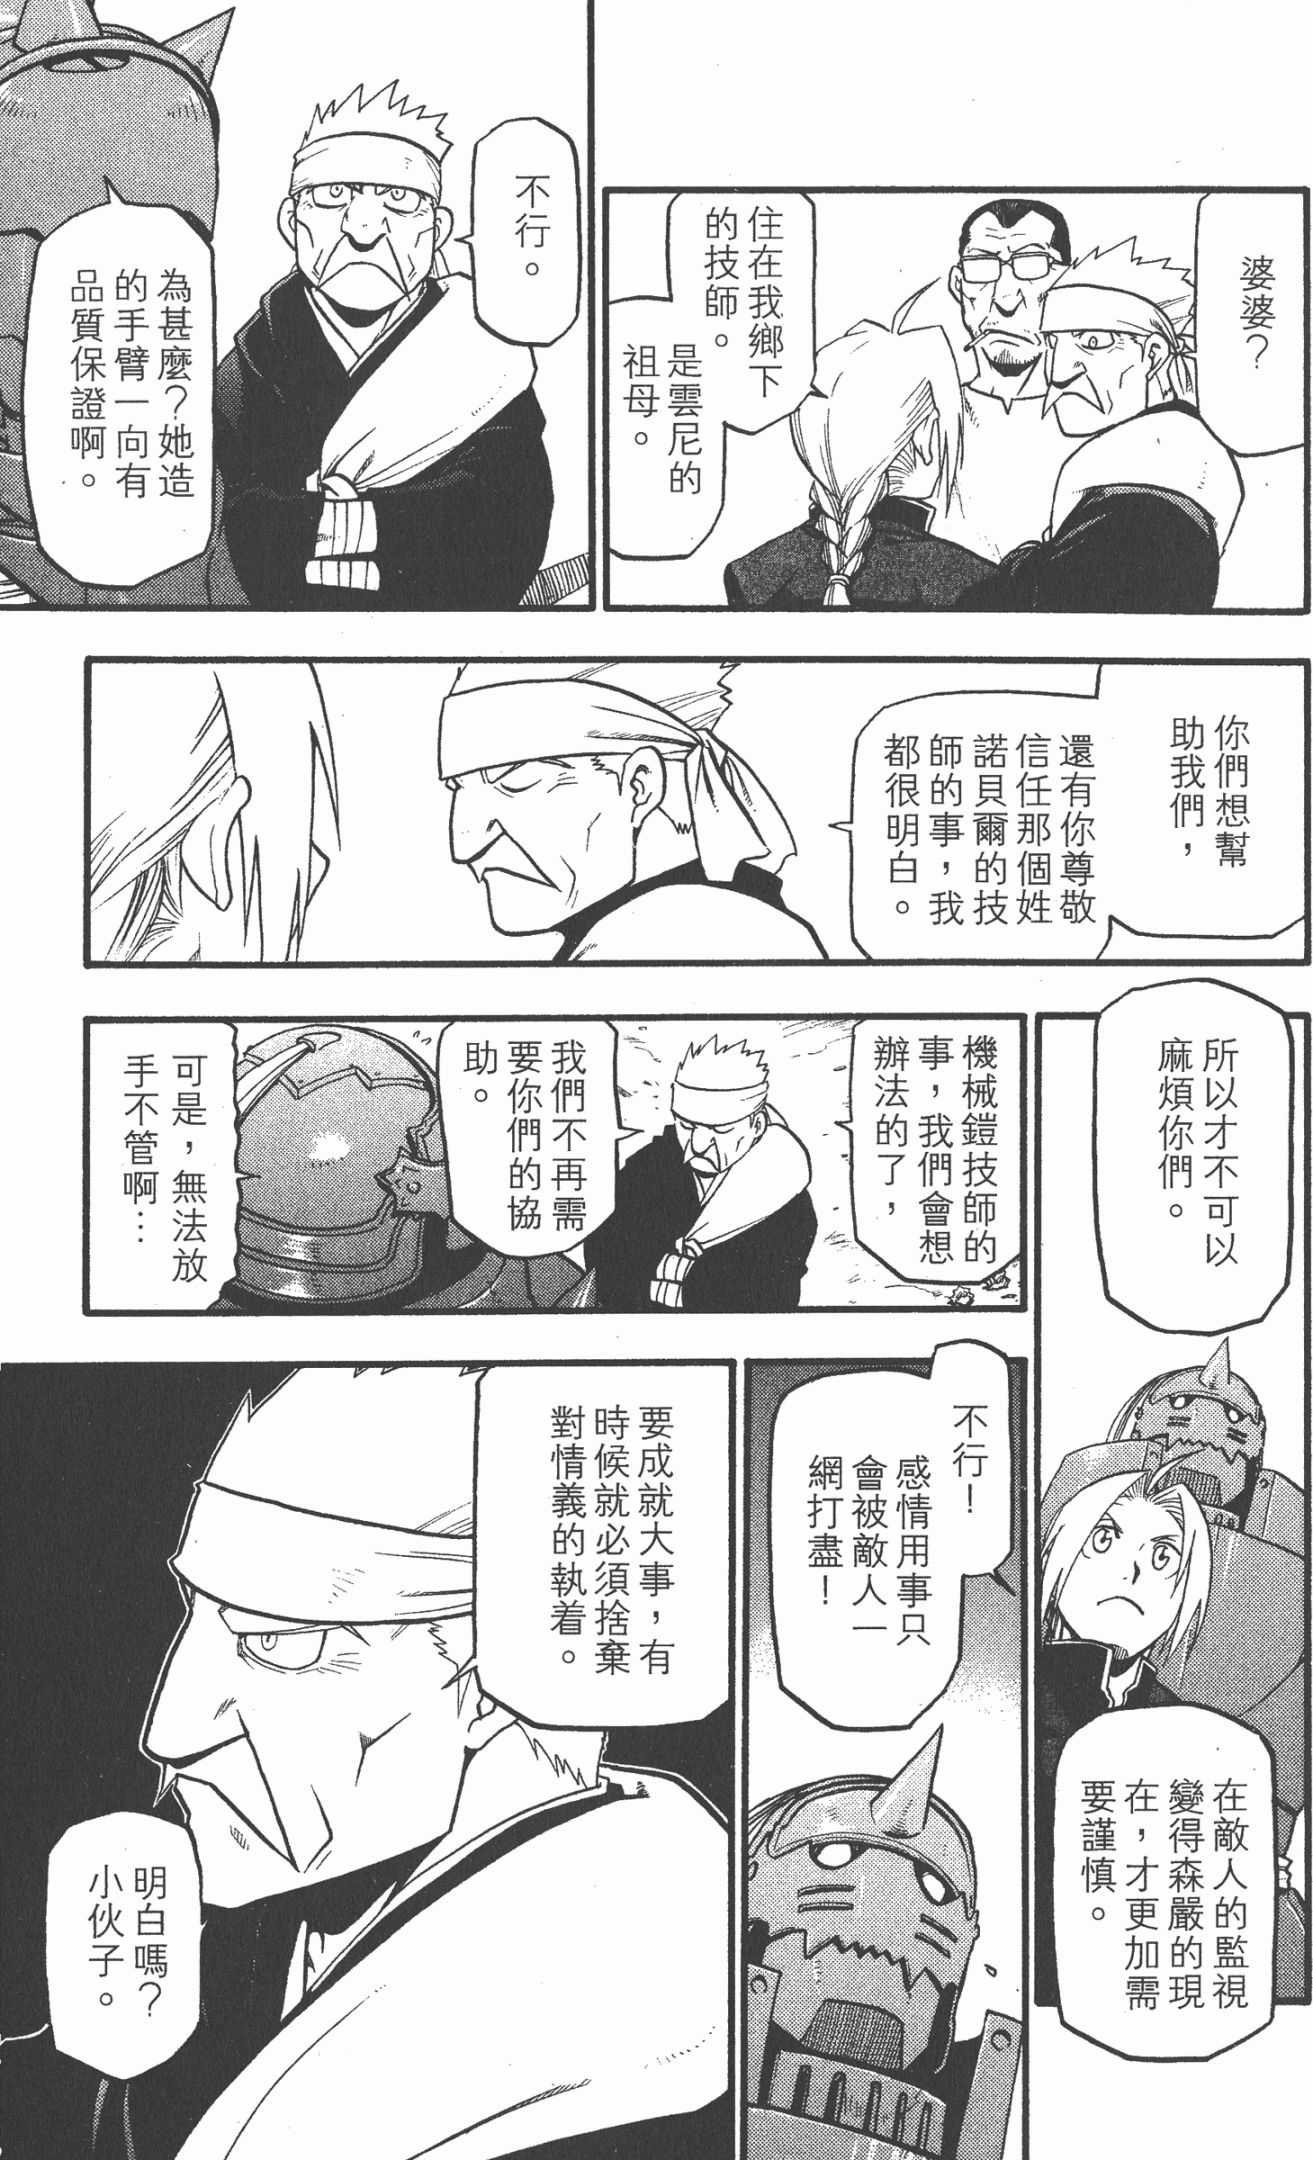 婆婆？
住在我鄉下
的技師。
是雲尼的
祖母。
不行。
為甚麼？她造
的手臂一向有
品質保證啊。
你們想幫
助我們，
還有你尊敬
信任那個姓
諾貝爾的技
師的事，我
都很明白。
所以才不可以
麻煩你們。
在敵人的監視
變得森嚴的現
在，才更加需
要謹慎。
機械鎧技師的
事，我們會想
辦法的了，
我們不再需
要你們的協
助。
可是，無法放
手不管啊…
不行！
感情用事只
會被敵人一
網打盡！
要成就大事，有
時候就必須捨棄
對情義的執着。
明白嗎？
小伙子。